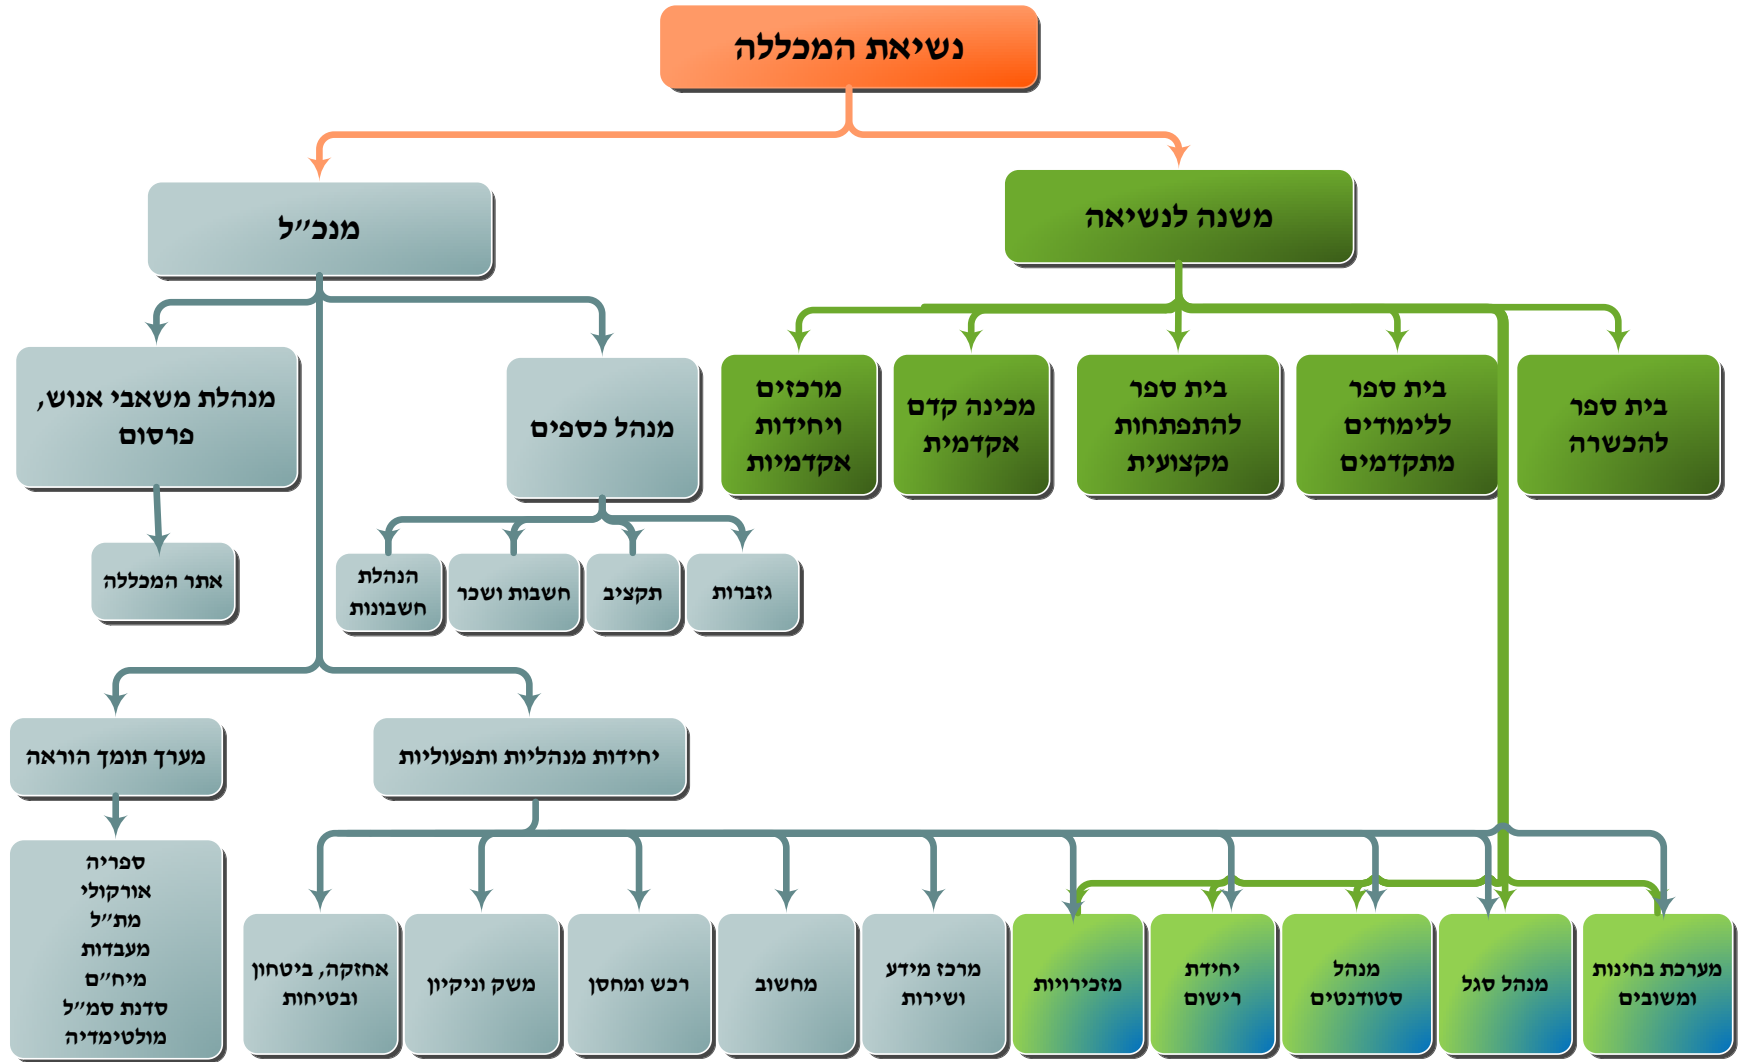 נשיאת המכללה
משנה לנשיאה
מנכ״ל
בית ספר
להכשרה
בית ספר
ללימודים
מתקדמים
בית ספר
להתפתחות
מקצועית
מכינה קדם
אקדמית
מרכזים
ויחידות
אקדמיות
מנהל כספים
מנהלת משאבי אנוש,
פרסום
גזברות
תקציב
חשבות ושכר
הנהלת
חשבונות
אתר המכללה
יחידות מנהליות ותפעוליות
מערך תומך הוראה
מערכת בחינות
ומשובים
מנהל סגל
מנהל
סטודנטים
יחידת
רישום
מזכירויות
מרכז מידע
ושירות
מחשוב
רכש ומחסן
משק וניקיון
אחזקה, ביטחון
ובטיחות
ספריה
אורקולי
מת״ל
מעבדות
מיח״ם
סדנת סמ״ל
מולטימדיה